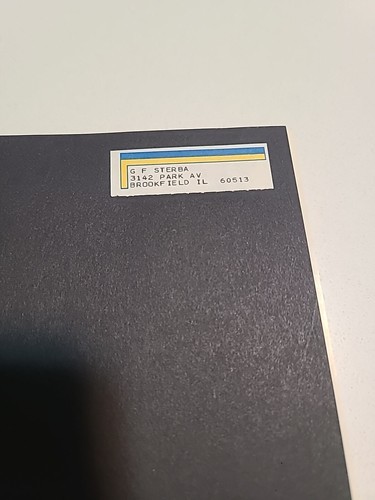 G F STERBA
3142 PARK AV
BROOKFIELD IL 60513